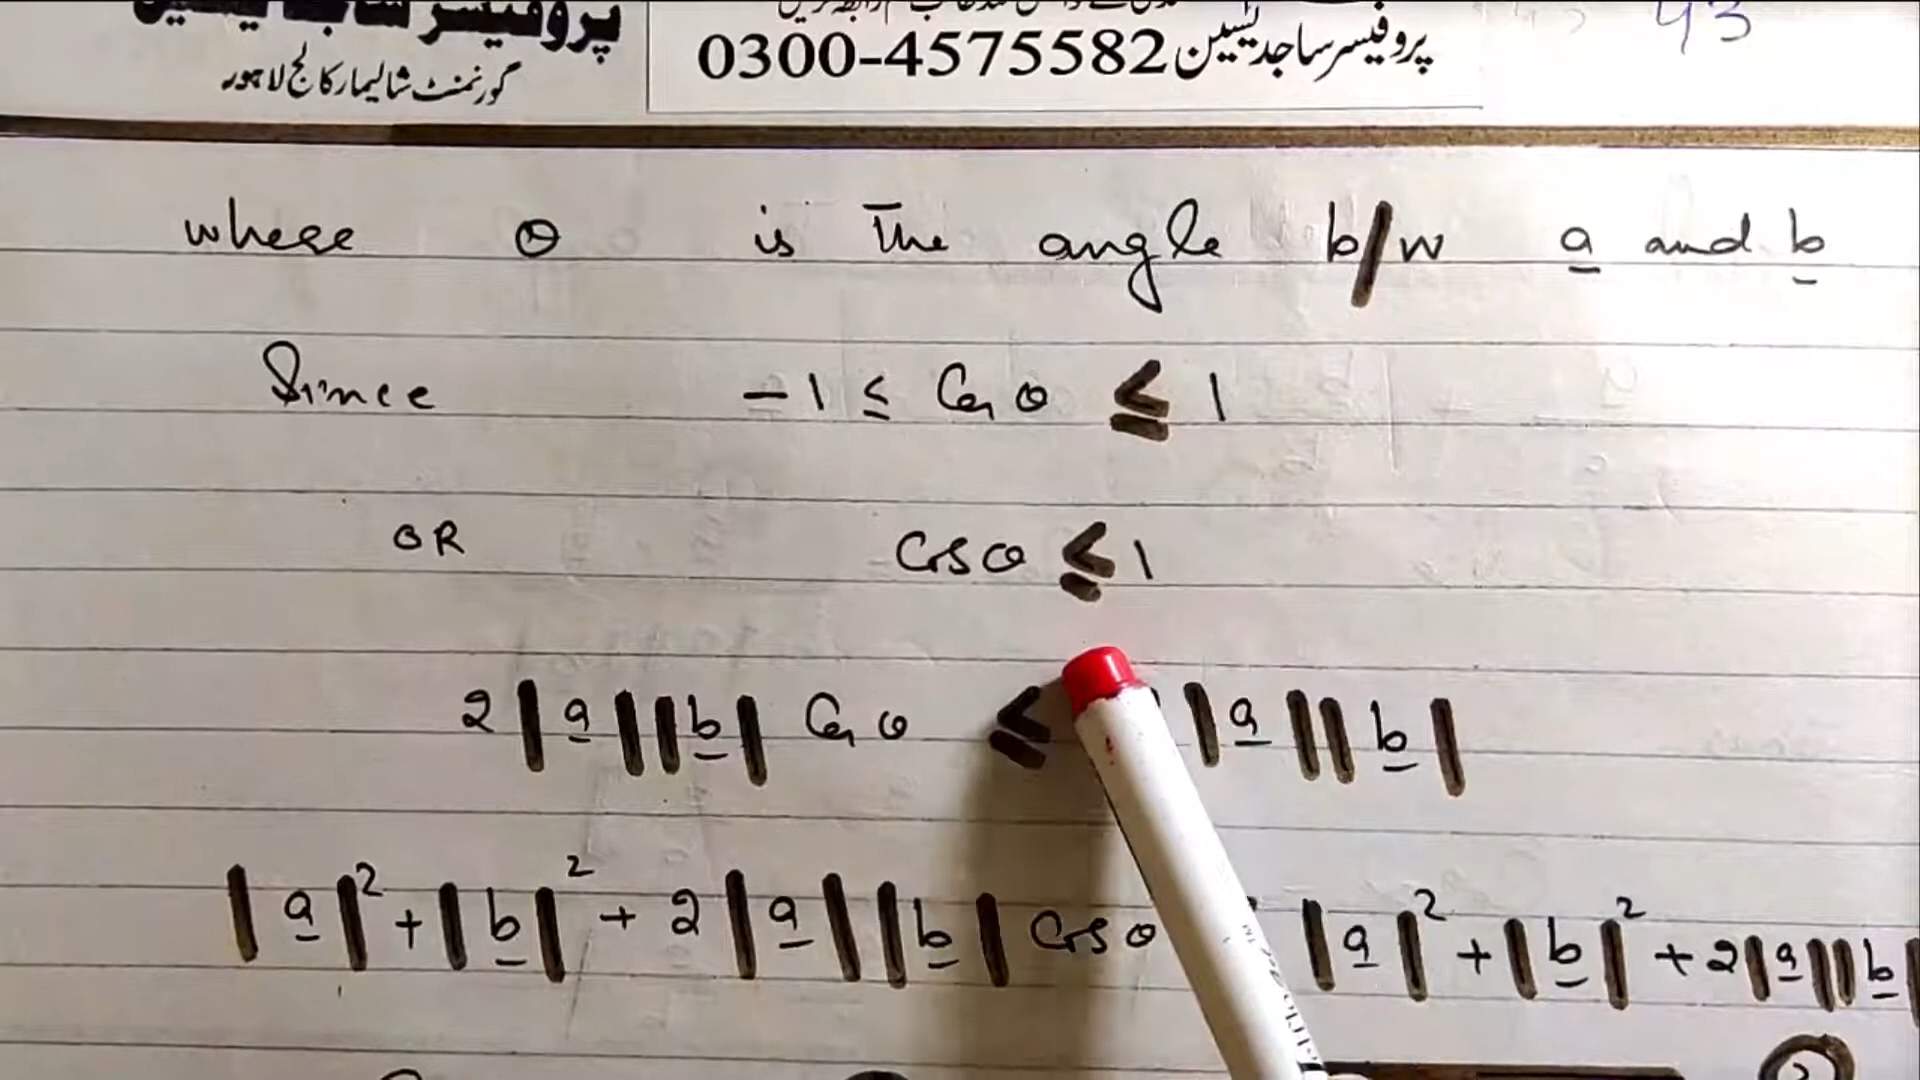 گورنمنٹ شالیمار کالج لاہور
پروفیسر ساجد یٰسین 0300-4575582
43
where θ is the angle b/w a̲ and b̲
Since -1 ≤ Cos θ ≤ 1
OR Cos θ ≤ 1
2|a̲||b̲| Cos θ ≤ |a̲||b̲|
|a̲|² + |b̲|² + 2|a̲||b̲| Cos θ |a̲|² + |b̲|² + 2|a̲||b̲|